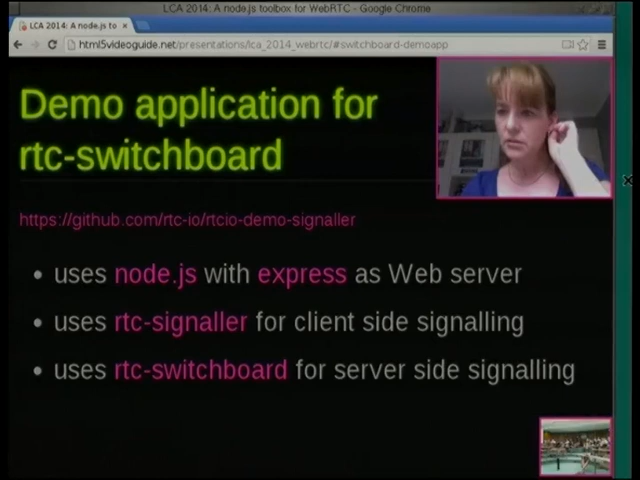 LCA 2014: A node.js toolbox for WebRTC - Google Chrome
LCA 2014: A node.js to
html5videoguide.net/presentations/lca_2014_webrtc/#switchboard-demoapp
Demo application for
rtc-switchboard
https://github.com/rtc-io/rtcio-demo-signaller
• uses node.js with express as Web server
• uses rtc-signaller for client side signalling
• uses rtc-switchboard for server side signalling